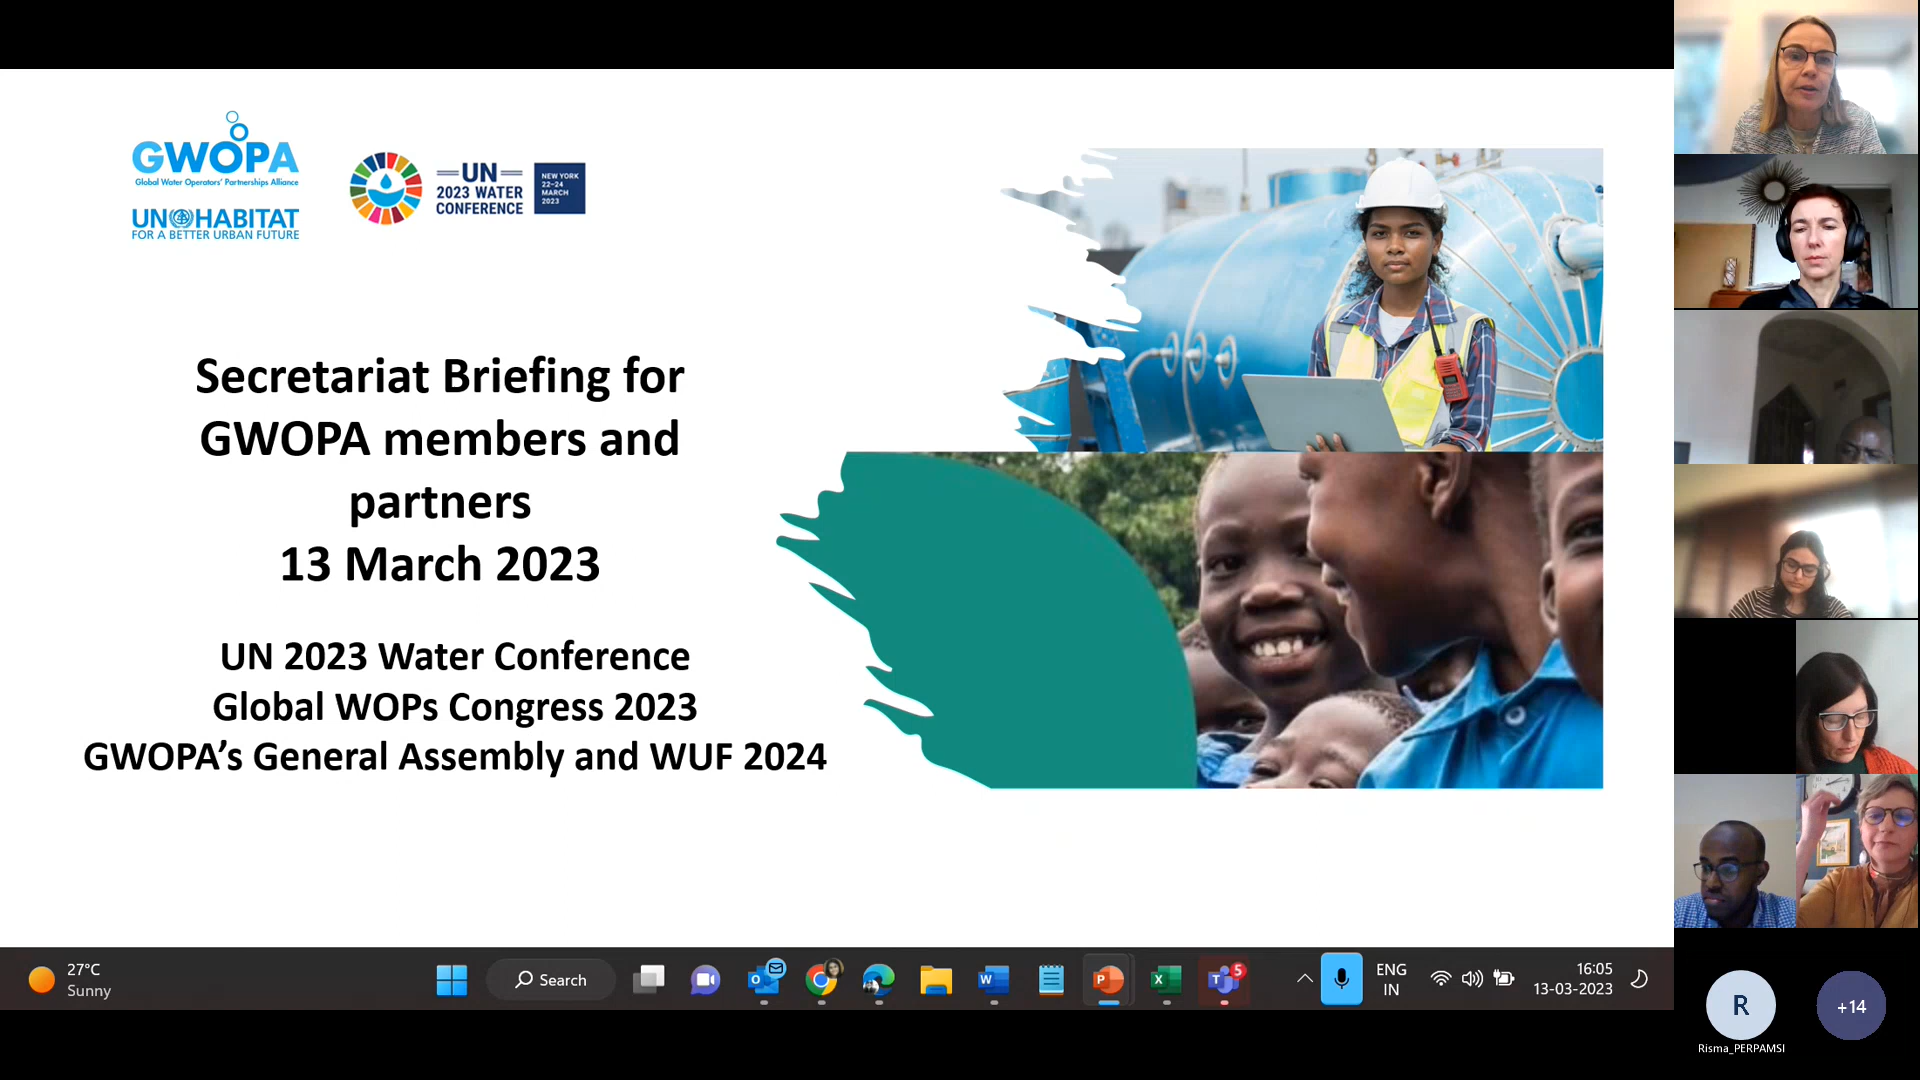 GWOPA
Global Water Operators' Partnerships Alliance
UN HABITAT
FOR A BETTER URBAN FUTURE
UN
2023 WATER
CONFERENCE
NEW YORK
22–24
MARCH
2023
Secretariat Briefing for
GWOPA members and
partners
13 March 2023
UN 2023 Water Conference
Global WOPs Congress 2023
GWOPA’s General Assembly and WUF 2024
27°C
Sunny
Search
5
ENG
IN
16:05
13-03-2023
R
Risma_PERPAMSI
+14